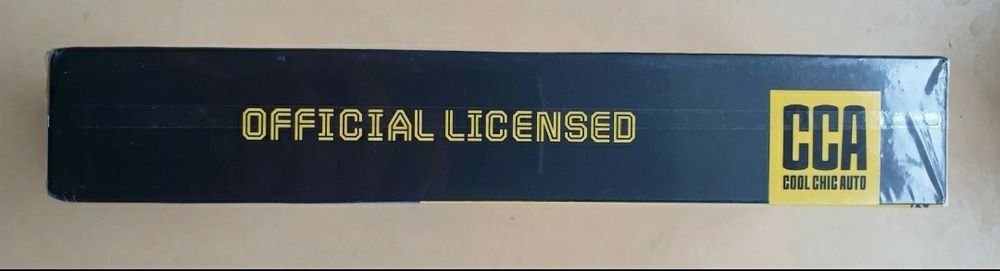 OFFICIAL LICENSED
CCA
COOL CHIC AUTO